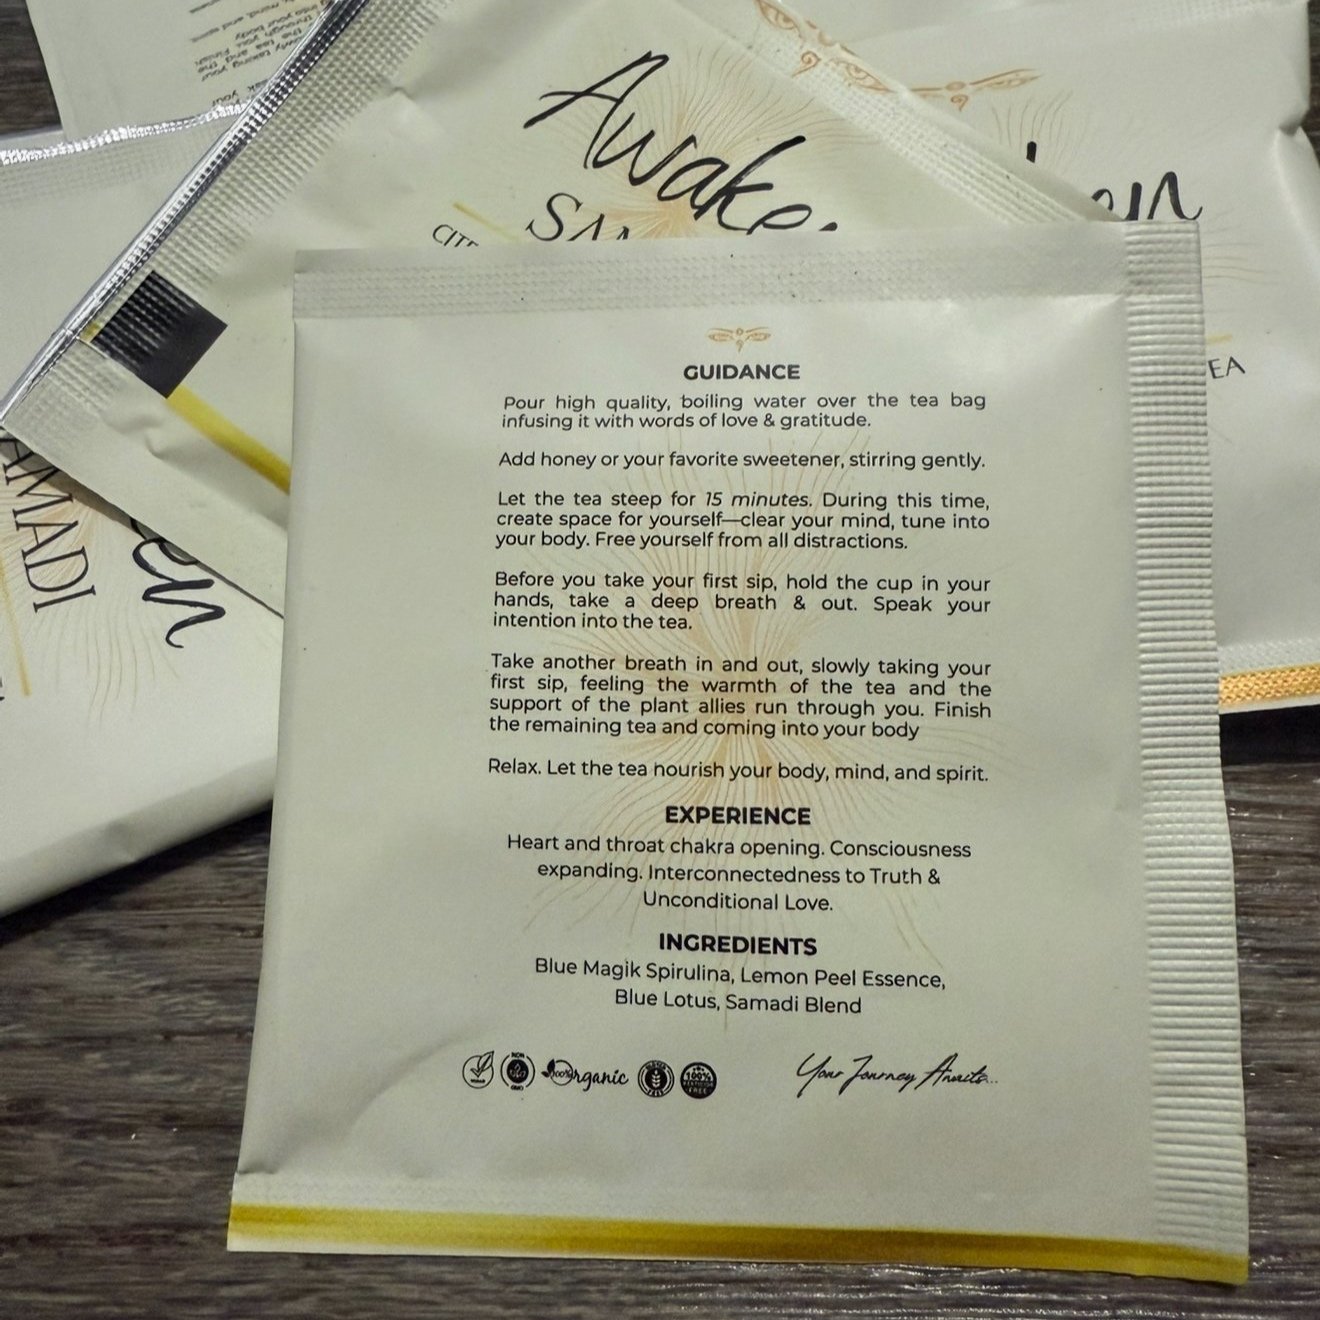 Awake
CIT
EA
AMADI
en
GUIDANCE
Pour high quality, boiling water over the tea bag
infusing it with words of love & gratitude.
Add honey or your favorite sweetener, stirring gently.
Let the tea steep for 15 minutes. During this time,
create space for yourself—clear your mind, tune into
your body. Free yourself from all distractions.
Before you take your first sip, hold the cup in your
hands, take a deep breath & out. Speak your
intention into the tea.
Take another breath in and out, slowly taking your
first sip, feeling the warmth of the tea and the
support of the plant allies run through you. Finish
the remaining tea and coming into your body
Relax. Let the tea nourish your body, mind, and spirit.
EXPERIENCE
Heart and throat chakra opening. Consciousness
expanding. Interconnectedness to Truth &
Unconditional Love.
INGREDIENTS
Blue Magik Spirulina, Lemon Peel Essence,
Blue Lotus, Samadi Blend
100% Organic
100%
Your Journey Awaits...